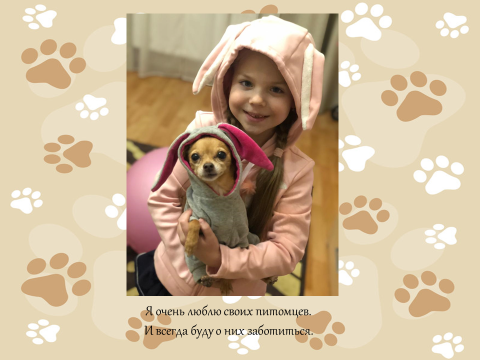 Я очень люблю своих питомцев.
И всегда буду о них заботиться.